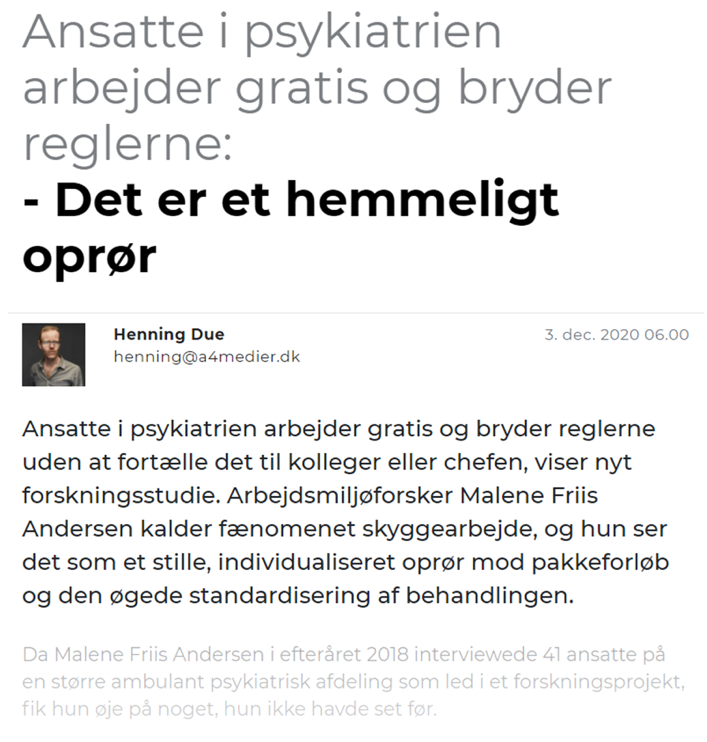 Ansatte i psykiatrien
arbejder gratis og bryder
reglerne:
- Det er et hemmeligt
oprør
Henning Due
3. dec. 2020 06.00
henning@a4medier.dk
Ansatte i psykiatrien arbejder gratis og bryder reglerne
uden at fortælle det til kolleger eller chefen, viser nyt
forskningsstudie. Arbejdsmiljøforsker Malene Friis
Andersen kalder fænomenet skyggearbejde, og hun ser
det som et stille, individualiseret oprør mod pakkeforløb
og den øgede standardisering af behandlingen.
Da Malene Friis Andersen i efteråret 2018 interviewede 41 ansatte på
en større ambulant psykiatrisk afdeling som led i et forskningsprojekt,
fik hun øje på noget, hun ikke havde set før.